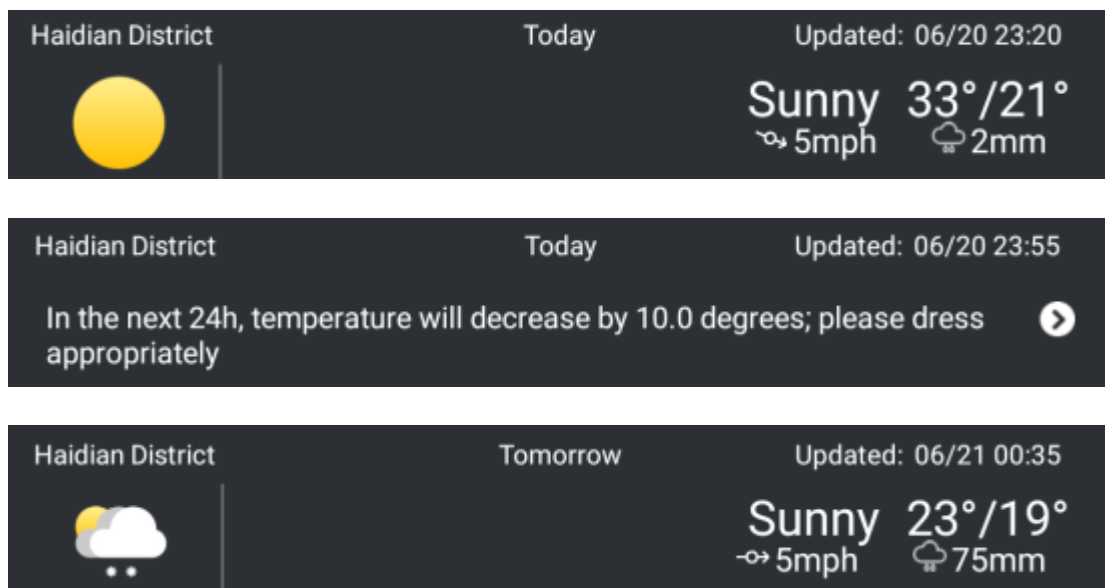 Haidian District Today Updated: 06/20 23:20
Sunny 33°/21°
5mph 2mm
Haidian District Today Updated: 06/20 23:55
In the next 24h, temperature will decrease by 10.0 degrees; please dress
appropriately
Haidian District Tomorrow Updated: 06/21 00:35
Sunny 23°/19°
5mph 75mm